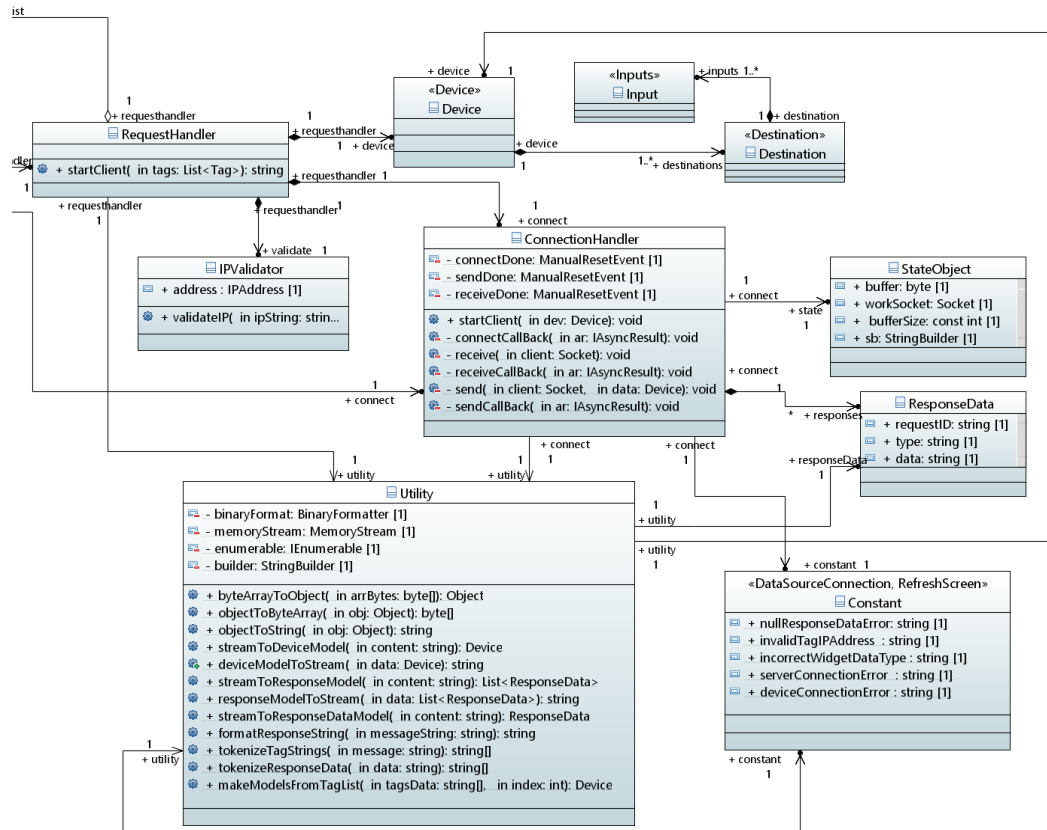 ist
1
+ requesthandler
RequestHandler
+ startClient( in tags: List<Tag>): string
1
+ requesthandler
1
+ requesthandler
1
+ device
+ device
1
«Device»
Device
+ device
1
1..*
+ destinations
«Inputs»
Input
+ inputs 1..*
1
+ destination
«Destination»
Destination
+ requesthandler 1
1
+ connect
+ requesthandler
1
+ validate 1
IPValidator
+ address : IPAddress [1]
+ validateIP( in ipString: strin...
ConnectionHandler
- connectDone: ManualResetEvent [1]
- sendDone: ManualResetEvent [1]
- receiveDone: ManualResetEvent [1]
+ startClient( in dev: Device): void
- connectCallBack( in ar: IAsyncResult): void
- receive( in client: Socket): void
- receiveCallBack( in ar: IAsyncResult): void
- send( in client: Socket, in data: Device): void
- sendCallBack( in ar: IAsyncResult): void
1
+ connect
+ state
1
StateObject
+ buffer: byte [1]
+ workSocket: Socket [1]
+ bufferSize: const int [1]
+ sb: StringBuilder [1]
+ connect
1
* + responses
ResponseData
+ requestID: string [1]
+ type: string [1]
+ data: string [1]
+ responseData
1
1
+ connect
+ connect
1
+ connect
1
1
+ utility
1
+ utility
1
+ utility
+ utility
1
Utility
- binaryFormat: BinaryFormatter [1]
- memoryStream: MemoryStream [1]
- enumerable: IEnumerable [1]
- builder: StringBuilder [1]
+ byteArrayToObject( in arrBytes: byte[]): Object
+ objectToByteArray( in obj: Object): byte[]
+ objectToString( in obj: Object): string
+ streamToDeviceModel( in content: string): Device
+ deviceModelToStream( in data: Device): string
+ streamToResponseModel( in content: string): List<ResponseData>
+ responseModelToStream( in data: List<ResponseData>): string
+ streamToResponseDataModel( in content: string): ResponseData
+ formatResponseString( in messageString: string): string
+ tokenizeTagStrings( in message: string): string[]
+ tokenizeResponseData( in data: string): string[]
+ makeModelsFromTagList( in tagsData: string[], in index: int): Device
1
+ utility
+ constant 1
«DataSourceConnection, RefreshScreen»
Constant
+ nullResponseDataError: string [1]
+ invalidTagIPAddress : string [1]
+ incorrectWidgetDataType : string [1]
+ serverConnectionError : string [1]
+ deviceConnectionError : string [1]
+ constant
1